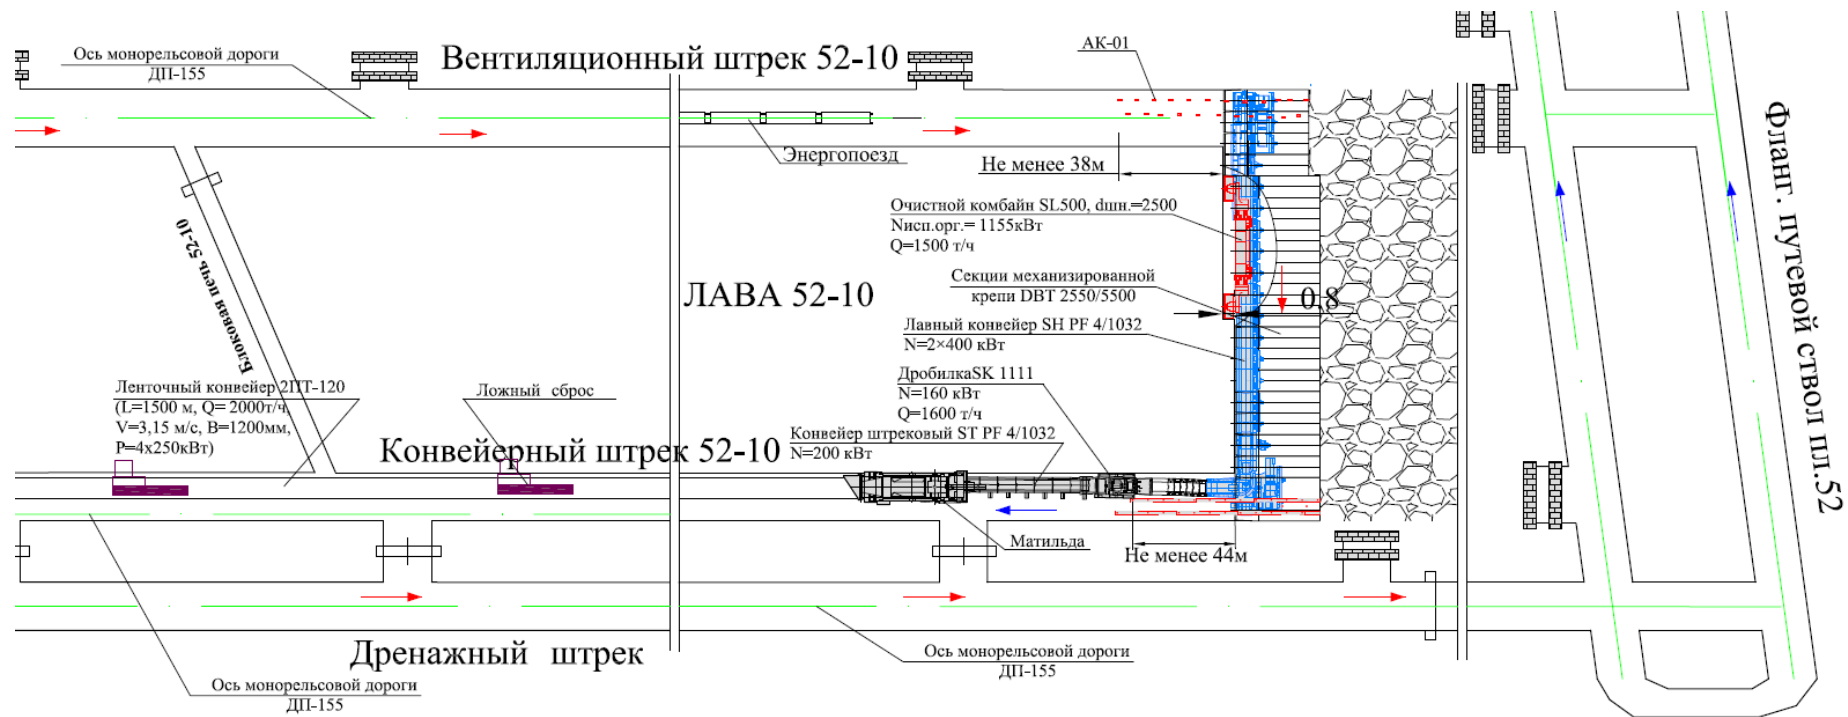 Ось монорельсовой дороги
ДП-155
Вентиляционный штрек 52-10
АК-01
Энергопоезд
Не менее 38м
Очистной комбайн SL500, dшн.=2500
Nисп.орг.= 1155кВт
Q=1500 т/ч
Блоковая печь 52-10
ЛАВА 52-10
Секции механизированной
крепи DBT 2550/5500
0,8
Лавный конвейер SH PF 4/1032
N=2×400 кВт
ДробилкаSK 1111
N=160 кВт
Q=1600 т/ч
Ленточный конвейер 2ПТ-120
(L=1500 м, Q= 2000т/ч,
V=3,15 м/с, B=1200мм,
P=4х250кВт)
Ложный сброс
Конвейерный штрек 52-10
Конвейер штрековый ST PF 4/1032
N=200 кВт
Матильда
Не менее 44м
Дренажный штрек
Ось монорельсовой дороги
ДП-155
Ось монорельсовой дороги
ДП-155
Фланг. путевой ствол пл.52